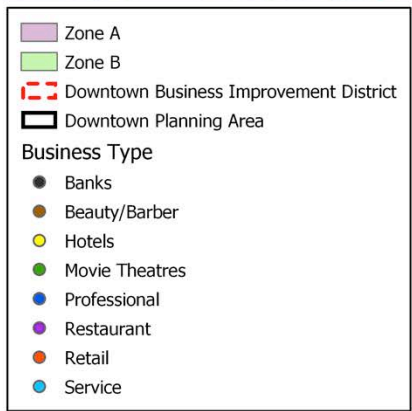 Zone A
Zone B
Downtown Business Improvement District
Downtown Planning Area
Business Type
Banks
Beauty/Barber
Hotels
Movie Theatres
Professional
Restaurant
Retail
Service